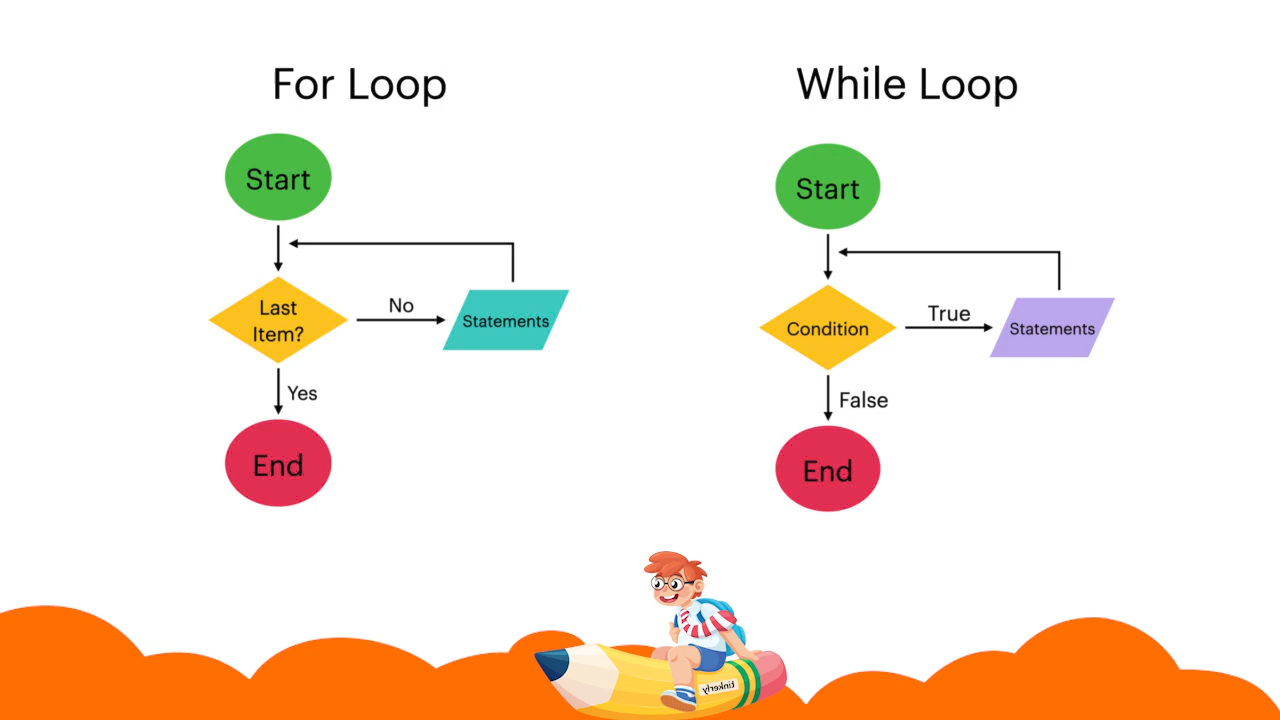 For Loop
Start
Last
Item?
No
Statements
Yes
End
While Loop
Start
Condition
True
Statements
False
End
tinkerly